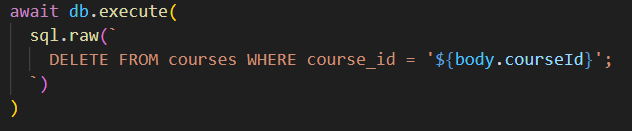 await db.execute(
sql.raw(`
DELETE FROM courses WHERE course_id = '${body.courseId}';
`)
)